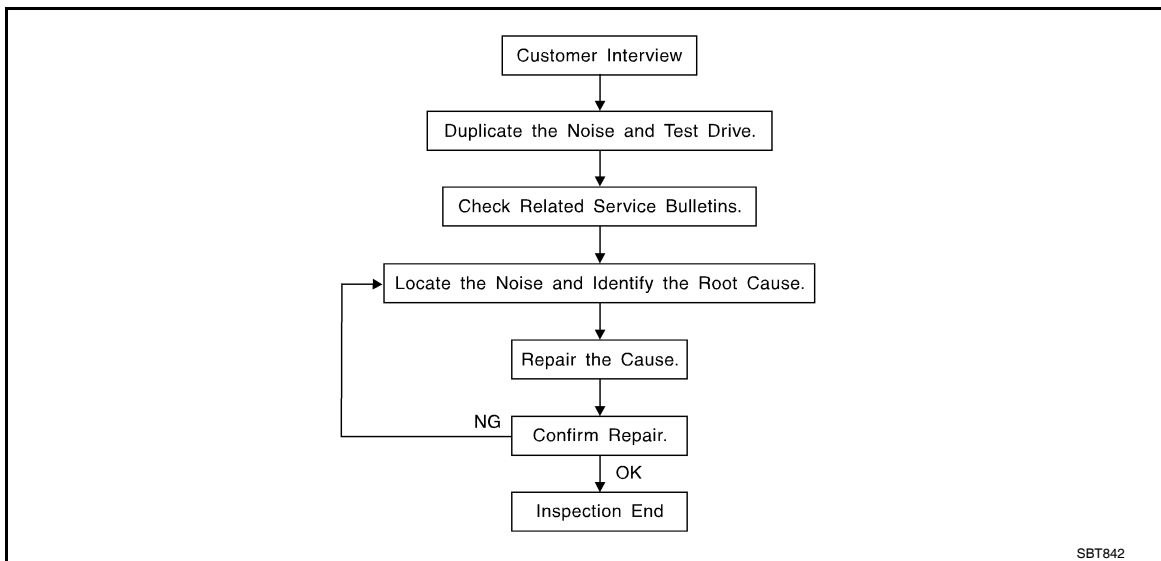 Customer Interview
Duplicate the Noise and Test Drive.
Check Related Service Bulletins.
Locate the Noise and Identify the Root Cause.
Repair the Cause.
NG
Confirm Repair.
OK
Inspection End
SBT842